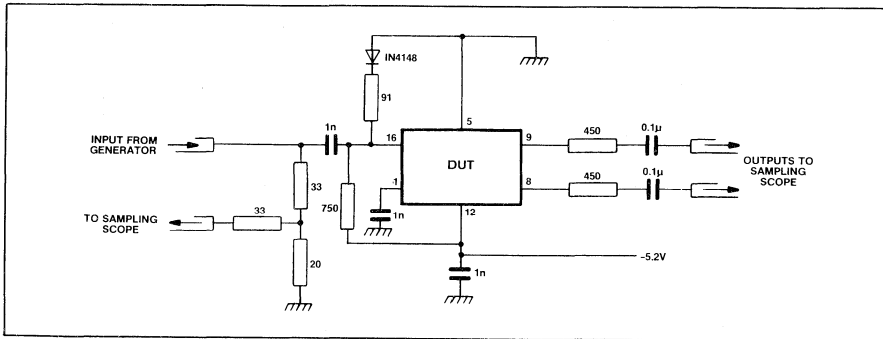 IN4148
91
1n
16
5
9
450
0.1µ
INPUT FROM
GENERATOR
DUT
OUTPUTS TO
SAMPLING
SCOPE
1
8
450
0.1µ
33
750
1n
12
TO SAMPLING
SCOPE
33
20
-5.2V
1n